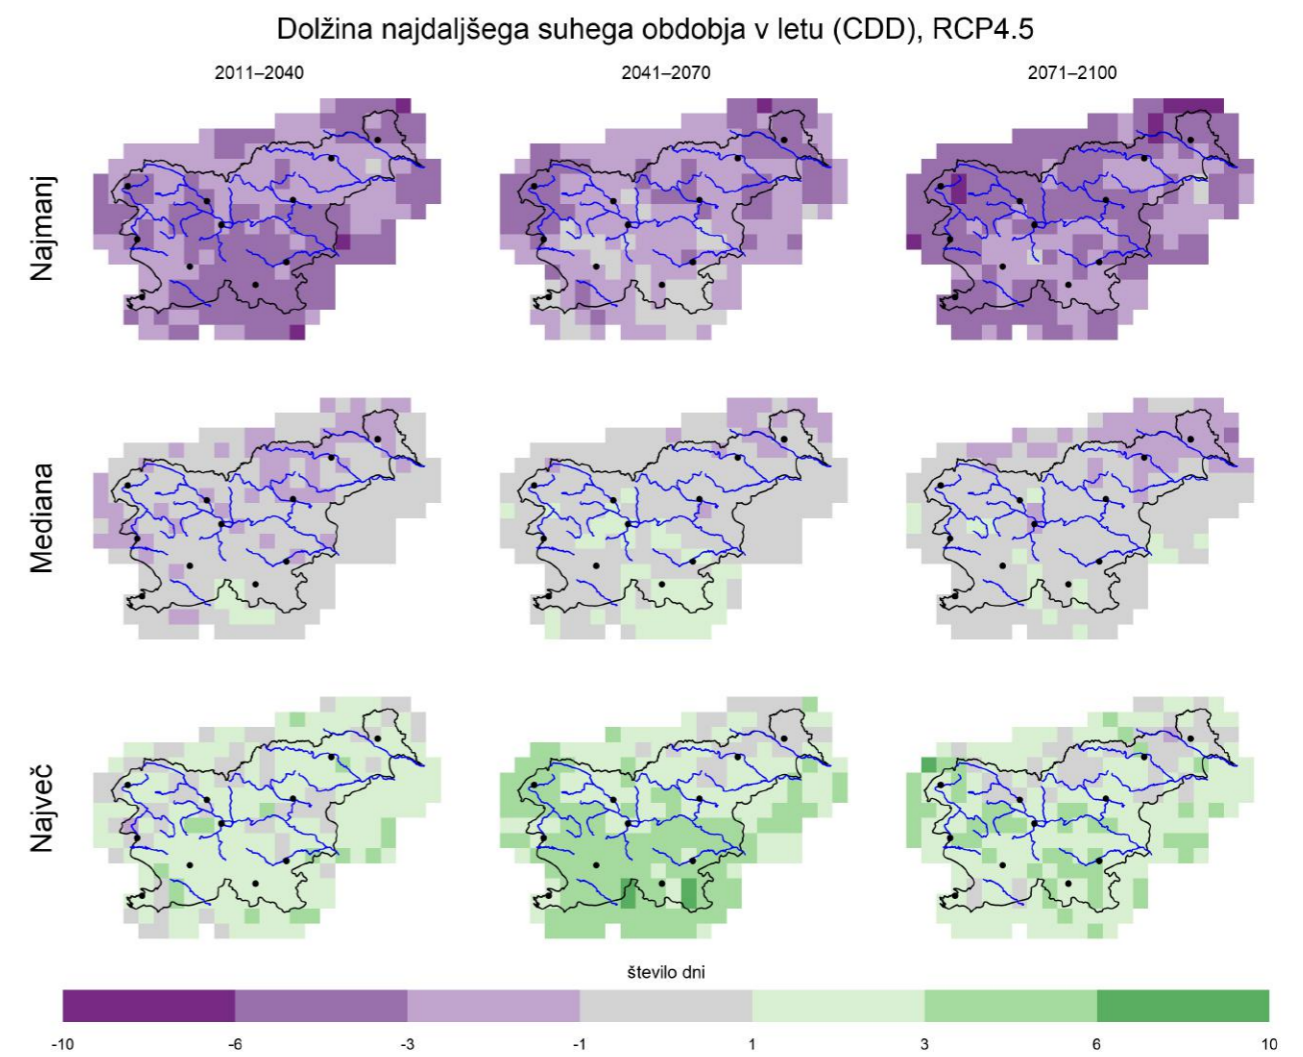 Dolžina najdaljšega suhega obdobja v letu (CDD), RCP4.5
2011–2040
2041–2070
2071–2100
Najmanj
Mediana
Največ
število dni
-10
-6
-3
-1
1
3
6
10